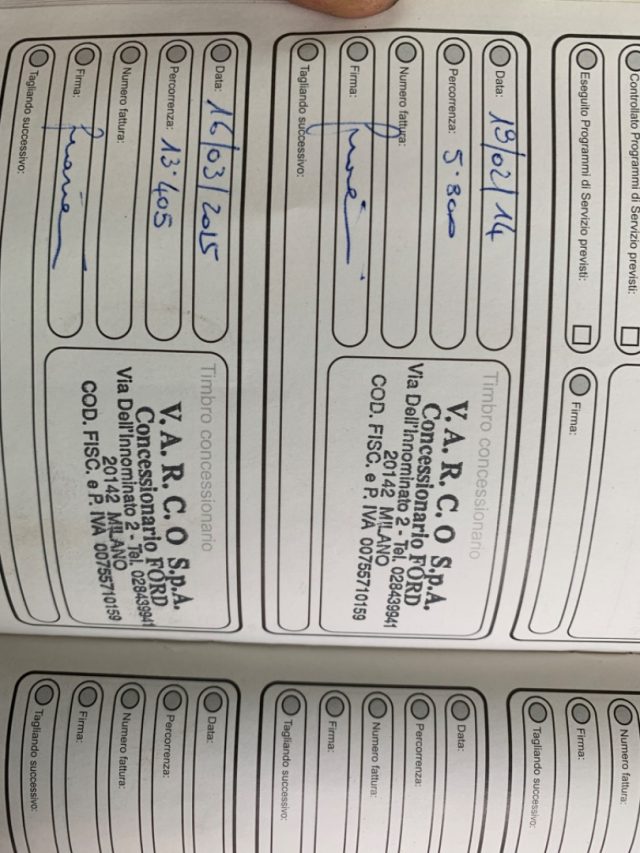 Controllato Programmi di Servizio previsti:
Eseguito Programmi di Servizio previsti:
Firma:
Data: 19/02/14
Percorrenza: 5.800
Numero fattura:
Firma:
Tagliando successivo:
Timbro concessionario
V. A. R. C. O S.p.A.
Concessionario FORD
Via Dell'Innominato 2 - Tel. 028439941
20142 MILANO
COD. FISC. e P. IVA 00755710159
Data: 16/03/2015
Percorrenza: 13.405
Numero fattura:
Firma:
Tagliando successivo:
Timbro concessionario
V. A. R. C. O S.p.A.
Concessionario FORD
Via Dell'Innominato 2 - Tel. 028439941
20142 MILANO
COD. FISC. e P. IVA 00755710159
Numero fattura:
Firma:
Tagliando successivo:
Data:
Percorrenza:
Numero fattura:
Firma:
Tagliando successivo:
Data:
Percorrenza:
Numero fattura:
Firma:
Tagliando successivo: